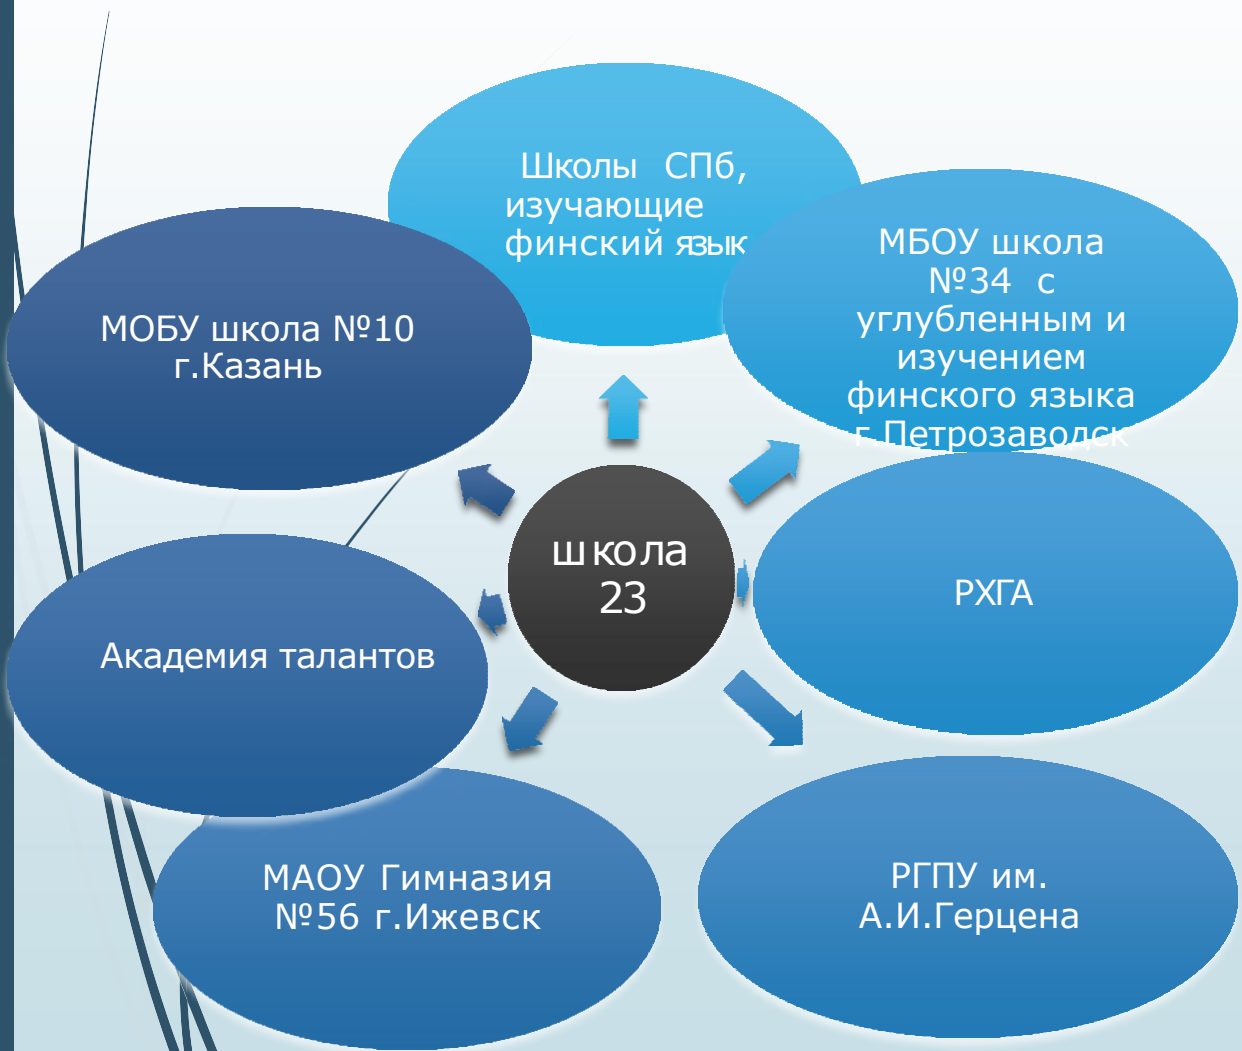 Школы СПб,
изучающие
финский язык
МБОУ школа
№34 с
углубленным и
изучением
финского языка
г.Петрозаводск
МОБУ школа №10
г.Казань
школа
23
РХГА
Академия талантов
МАОУ Гимназия
№56 г.Ижевск
РГПУ им.
А.И.Герцена